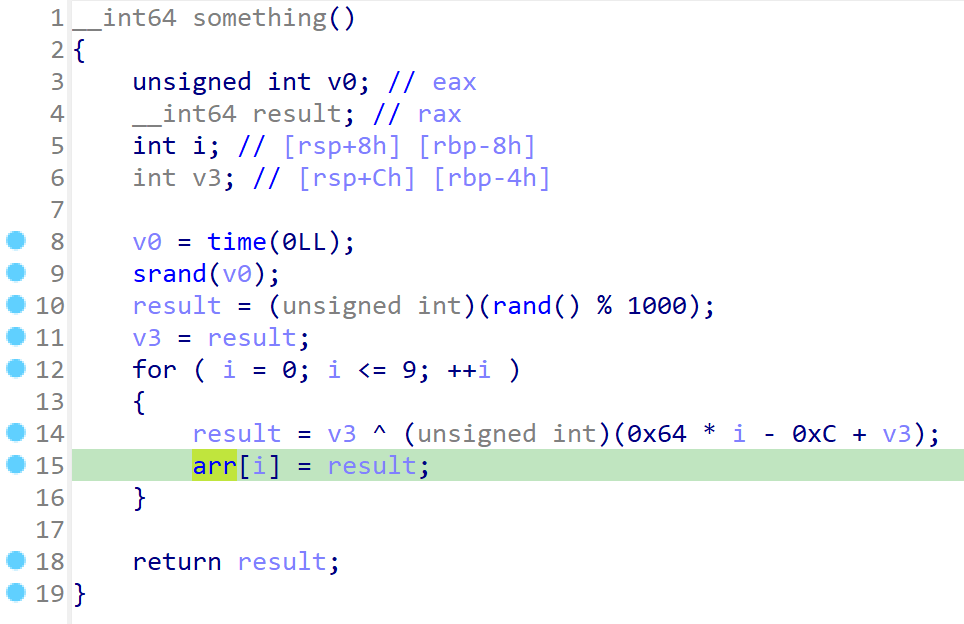 1 __int64 something()
2 {
3     unsigned int v0; // eax
4     __int64 result; // rax
5     int i; // [rsp+8h] [rbp-8h]
6     int v3; // [rsp+Ch] [rbp-4h]
7
8     v0 = time(0LL);
9     srand(v0);
10     result = (unsigned int)(rand() % 1000);
11     v3 = result;
12     for ( i = 0; i <= 9; ++i )
13     {
14         result = v3 ^ (unsigned int)(0x64 * i - 0xC + v3);
15         arr[i] = result;
16     }
17
18     return result;
19 }